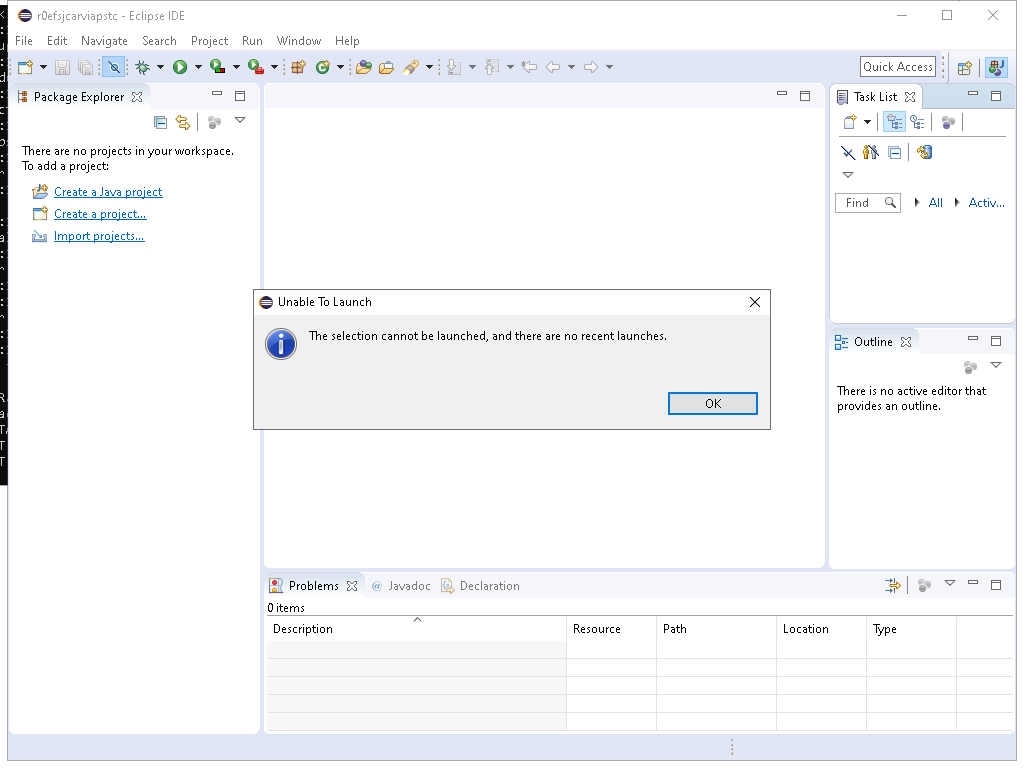 r0efsjcarviapstc - Eclipse IDE
File Edit Navigate Search Project Run Window Help
Quick Access
Package Explorer
There are no projects in your workspace.
To add a project:
Create a Java project
Create a project...
Import projects...
Task List
Find All Activ...
Unable To Launch
The selection cannot be launched, and there are no recent launches.
OK
Outline
There is no active editor that
provides an outline.
Problems @ Javadoc Declaration
0 items
Description Resource Path Location Type